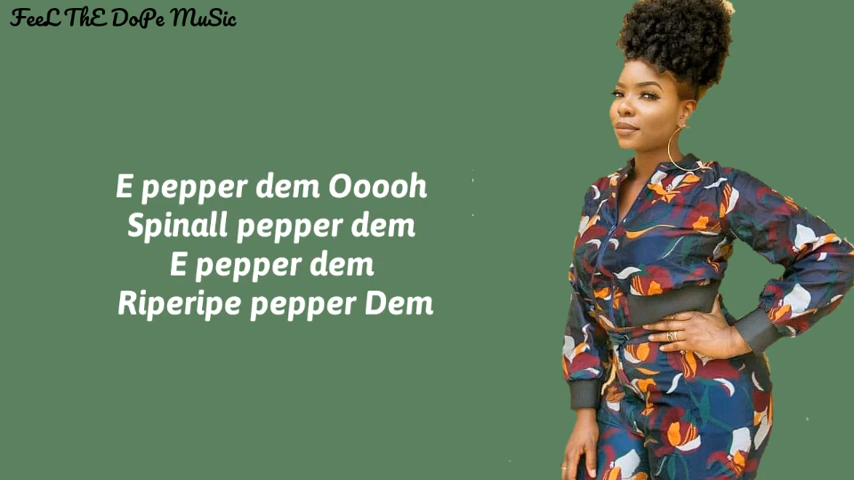 FeeL ThE DoPe MuSic
E pepper dem Ooooh
Spinall pepper dem
E pepper dem
Riperipe pepper Dem